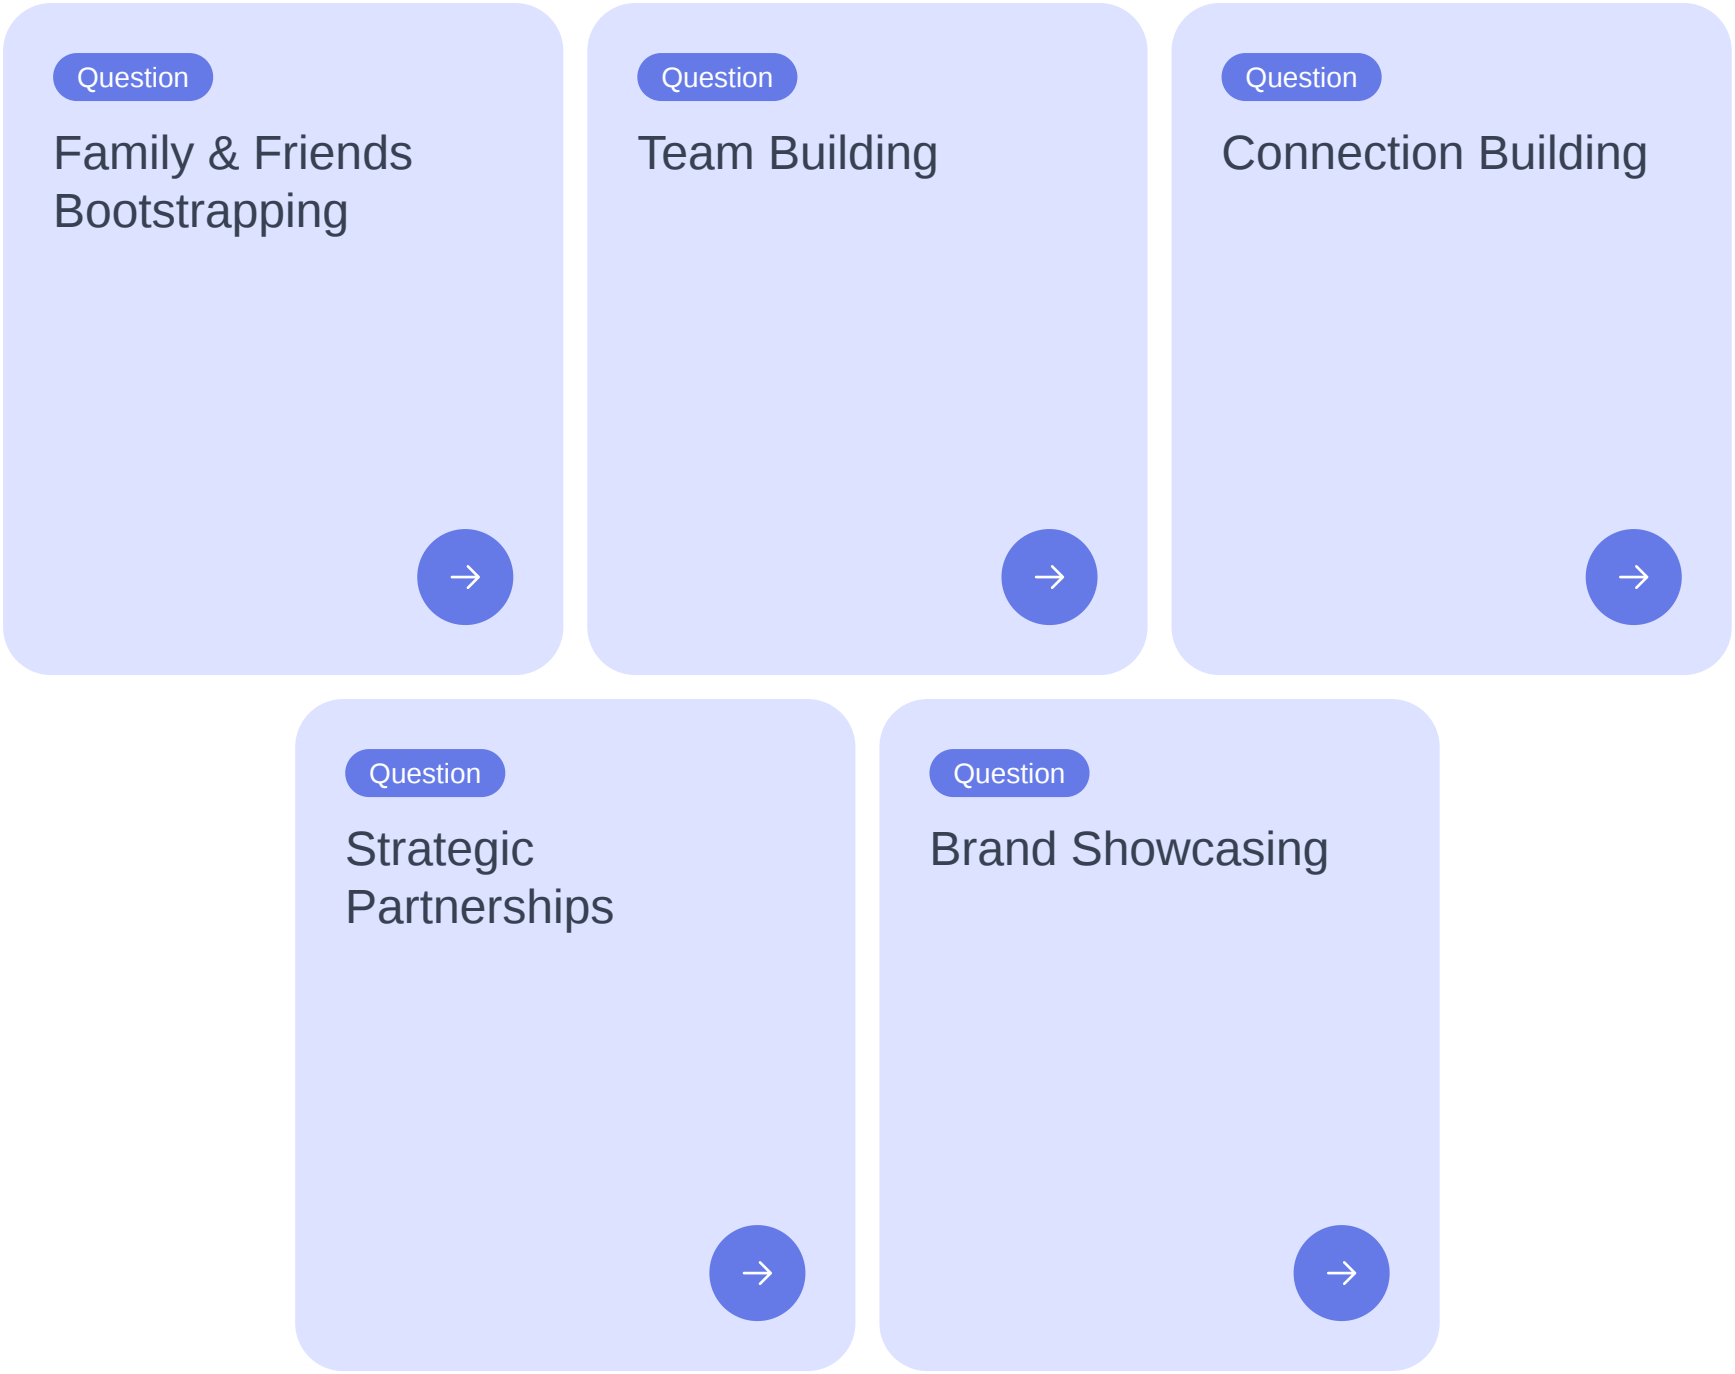 Question
Family & Friends
Bootstrapping
Question
Team Building
Question
Connection Building
Question
Strategic
Partnerships
Question
Brand Showcasing